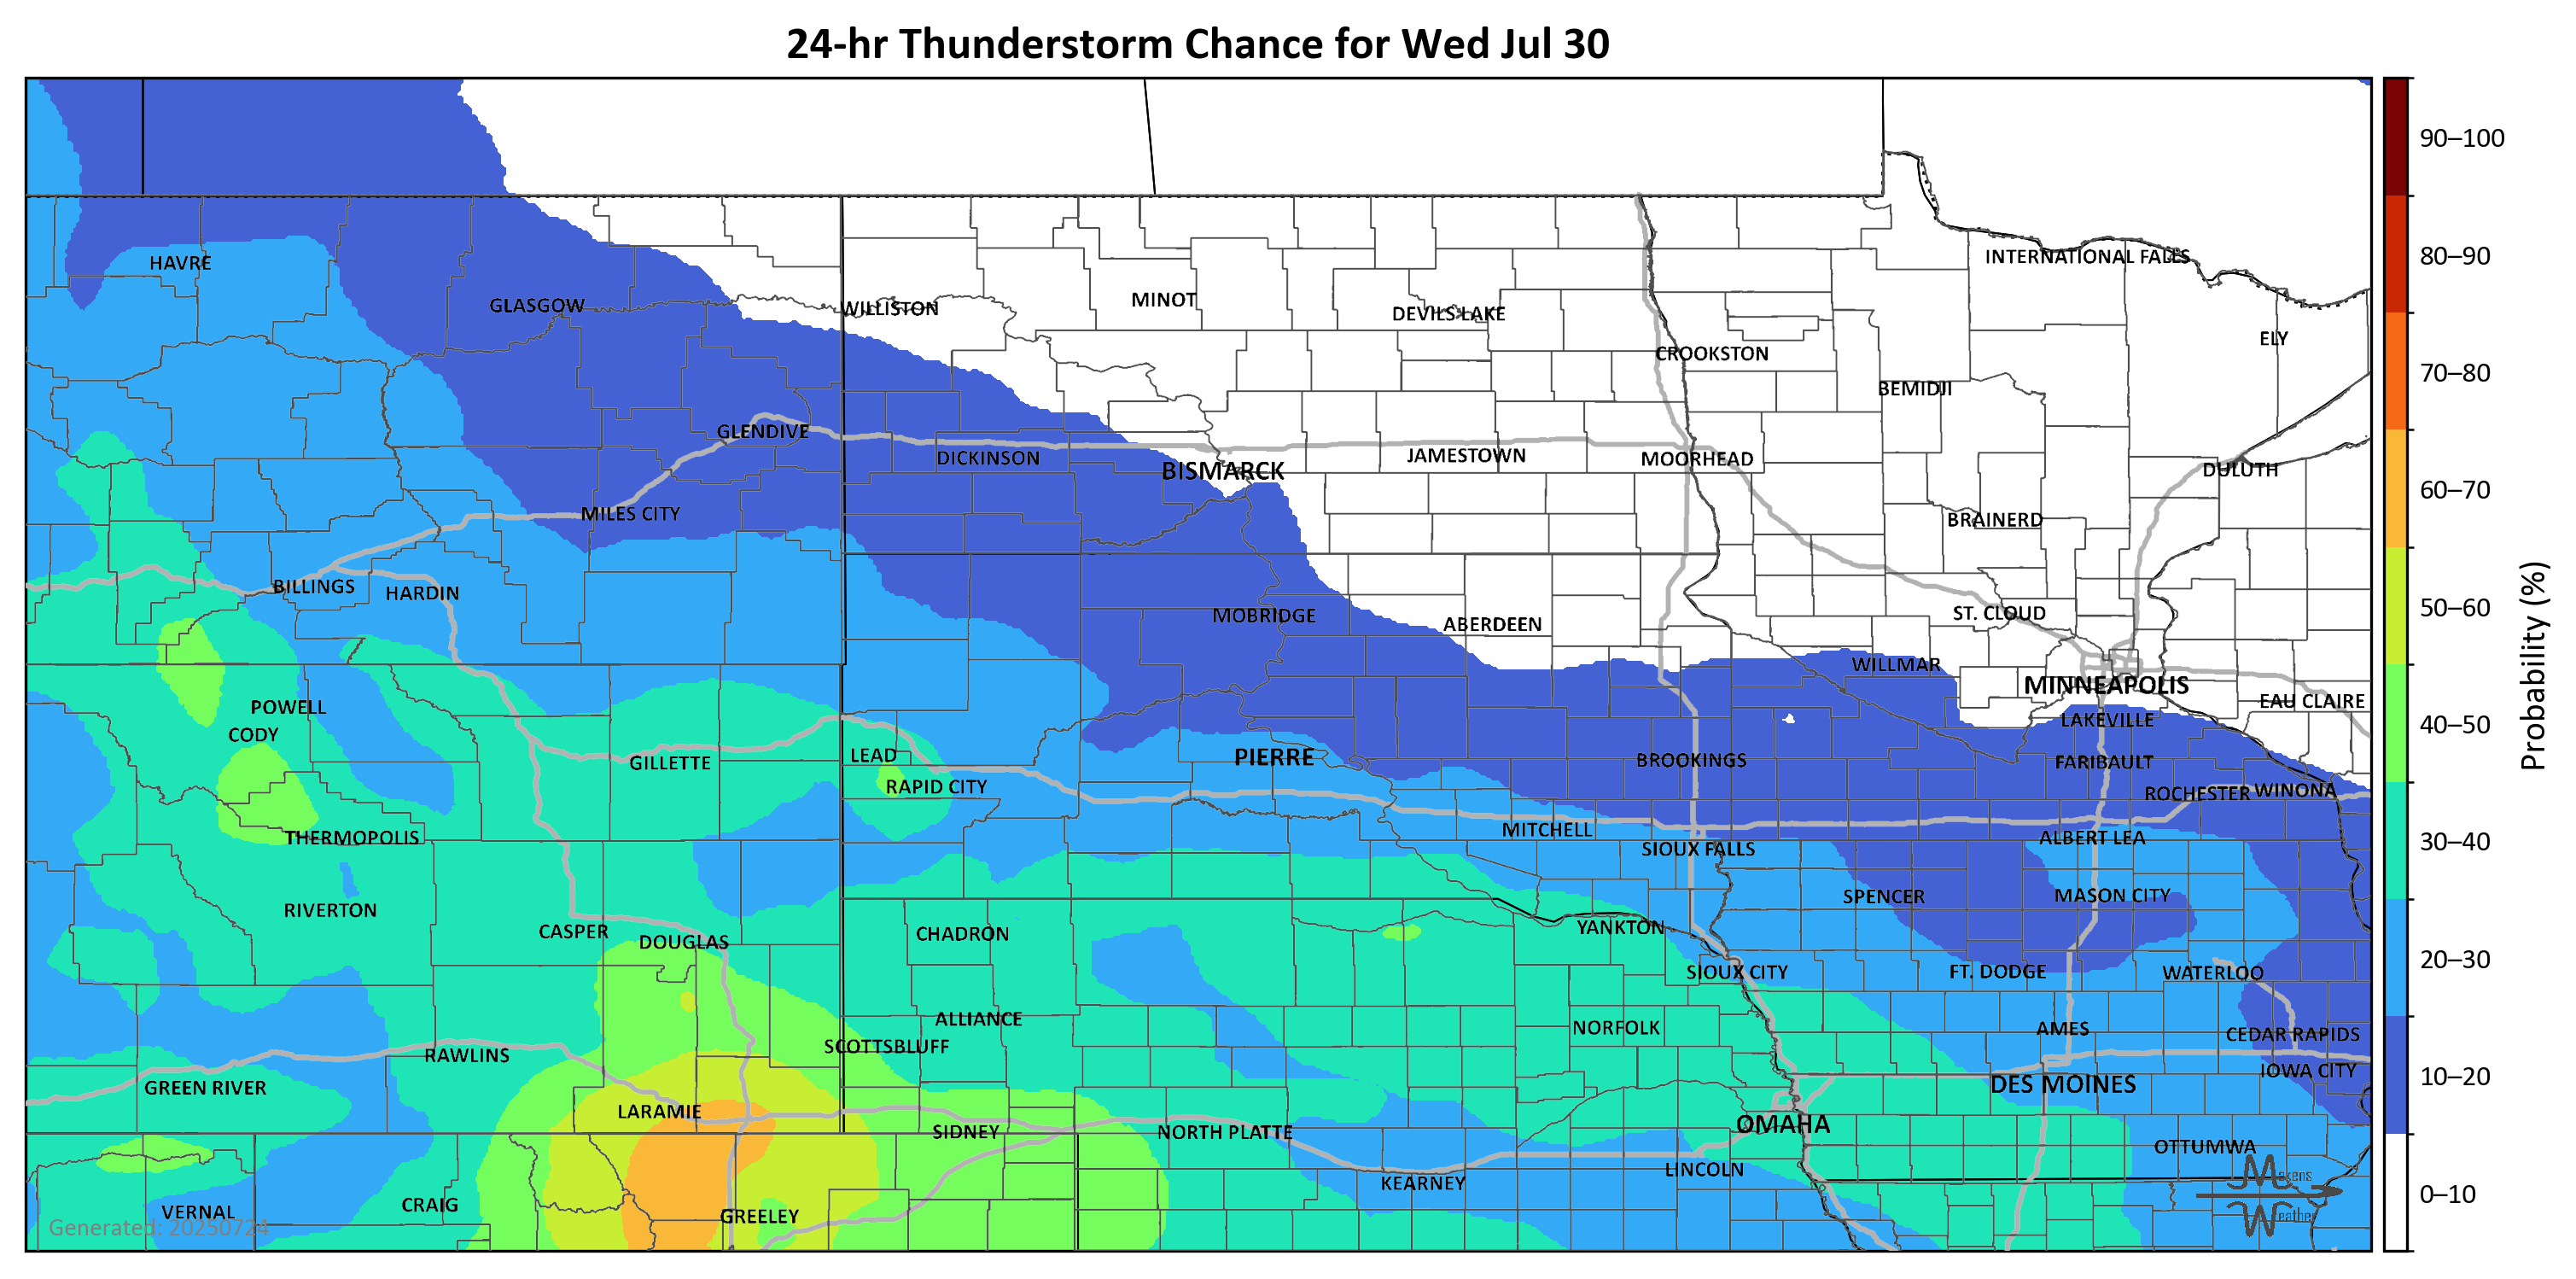 24-hr Thunderstorm Chance for Wed Jul 30
90–100
HAVRE
INTERNATIONAL FALLS
80–90
GLASGOW
WILLISTON
MINOT
DEVILS LAKE
ELY
CROOKSTON
70–80
BEMIDJI
GLENDIVE
DICKINSON
BISMARCK
JAMESTOWN
MOORHEAD
DULUTH
60–70
MILES CITY
BRAINERD
BILLINGS
HARDIN
MOBRIDGE
ABERDEEN
ST. CLOUD
50–60
WILLMAR
MINNEAPOLIS
EAU CLAIRE
Probability (%)
POWELL
CODY
LAKEVILLE
40–50
GILLETTE
LEAD
RAPID CITY
PIERRE
BROOKINGS
FARIBAULT
ROCHESTER
WINONA
THERMOPOLIS
MITCHELL
SIOUX FALLS
ALBERT LEA
30–40
RIVERTON
SPENCER
MASON CITY
CASPER
DOUGLAS
CHADRON
YANKTON
SIOUX CITY
FT. DODGE
WATERLOO
20–30
ALLIANCE
NORFOLK
AMES
CEDAR RAPIDS
RAWLINS
SCOTTSBLUFF
GREEN RIVER
DES MOINES
IOWA CITY
10–20
LARAMIE
SIDNEY
NORTH PLATTE
OMAHA
OTTUMWA
LINCOLN
KEARNEY
Makens
Weather
0–10
VERNAL
CRAIG
GREELEY
Generated: 20250724